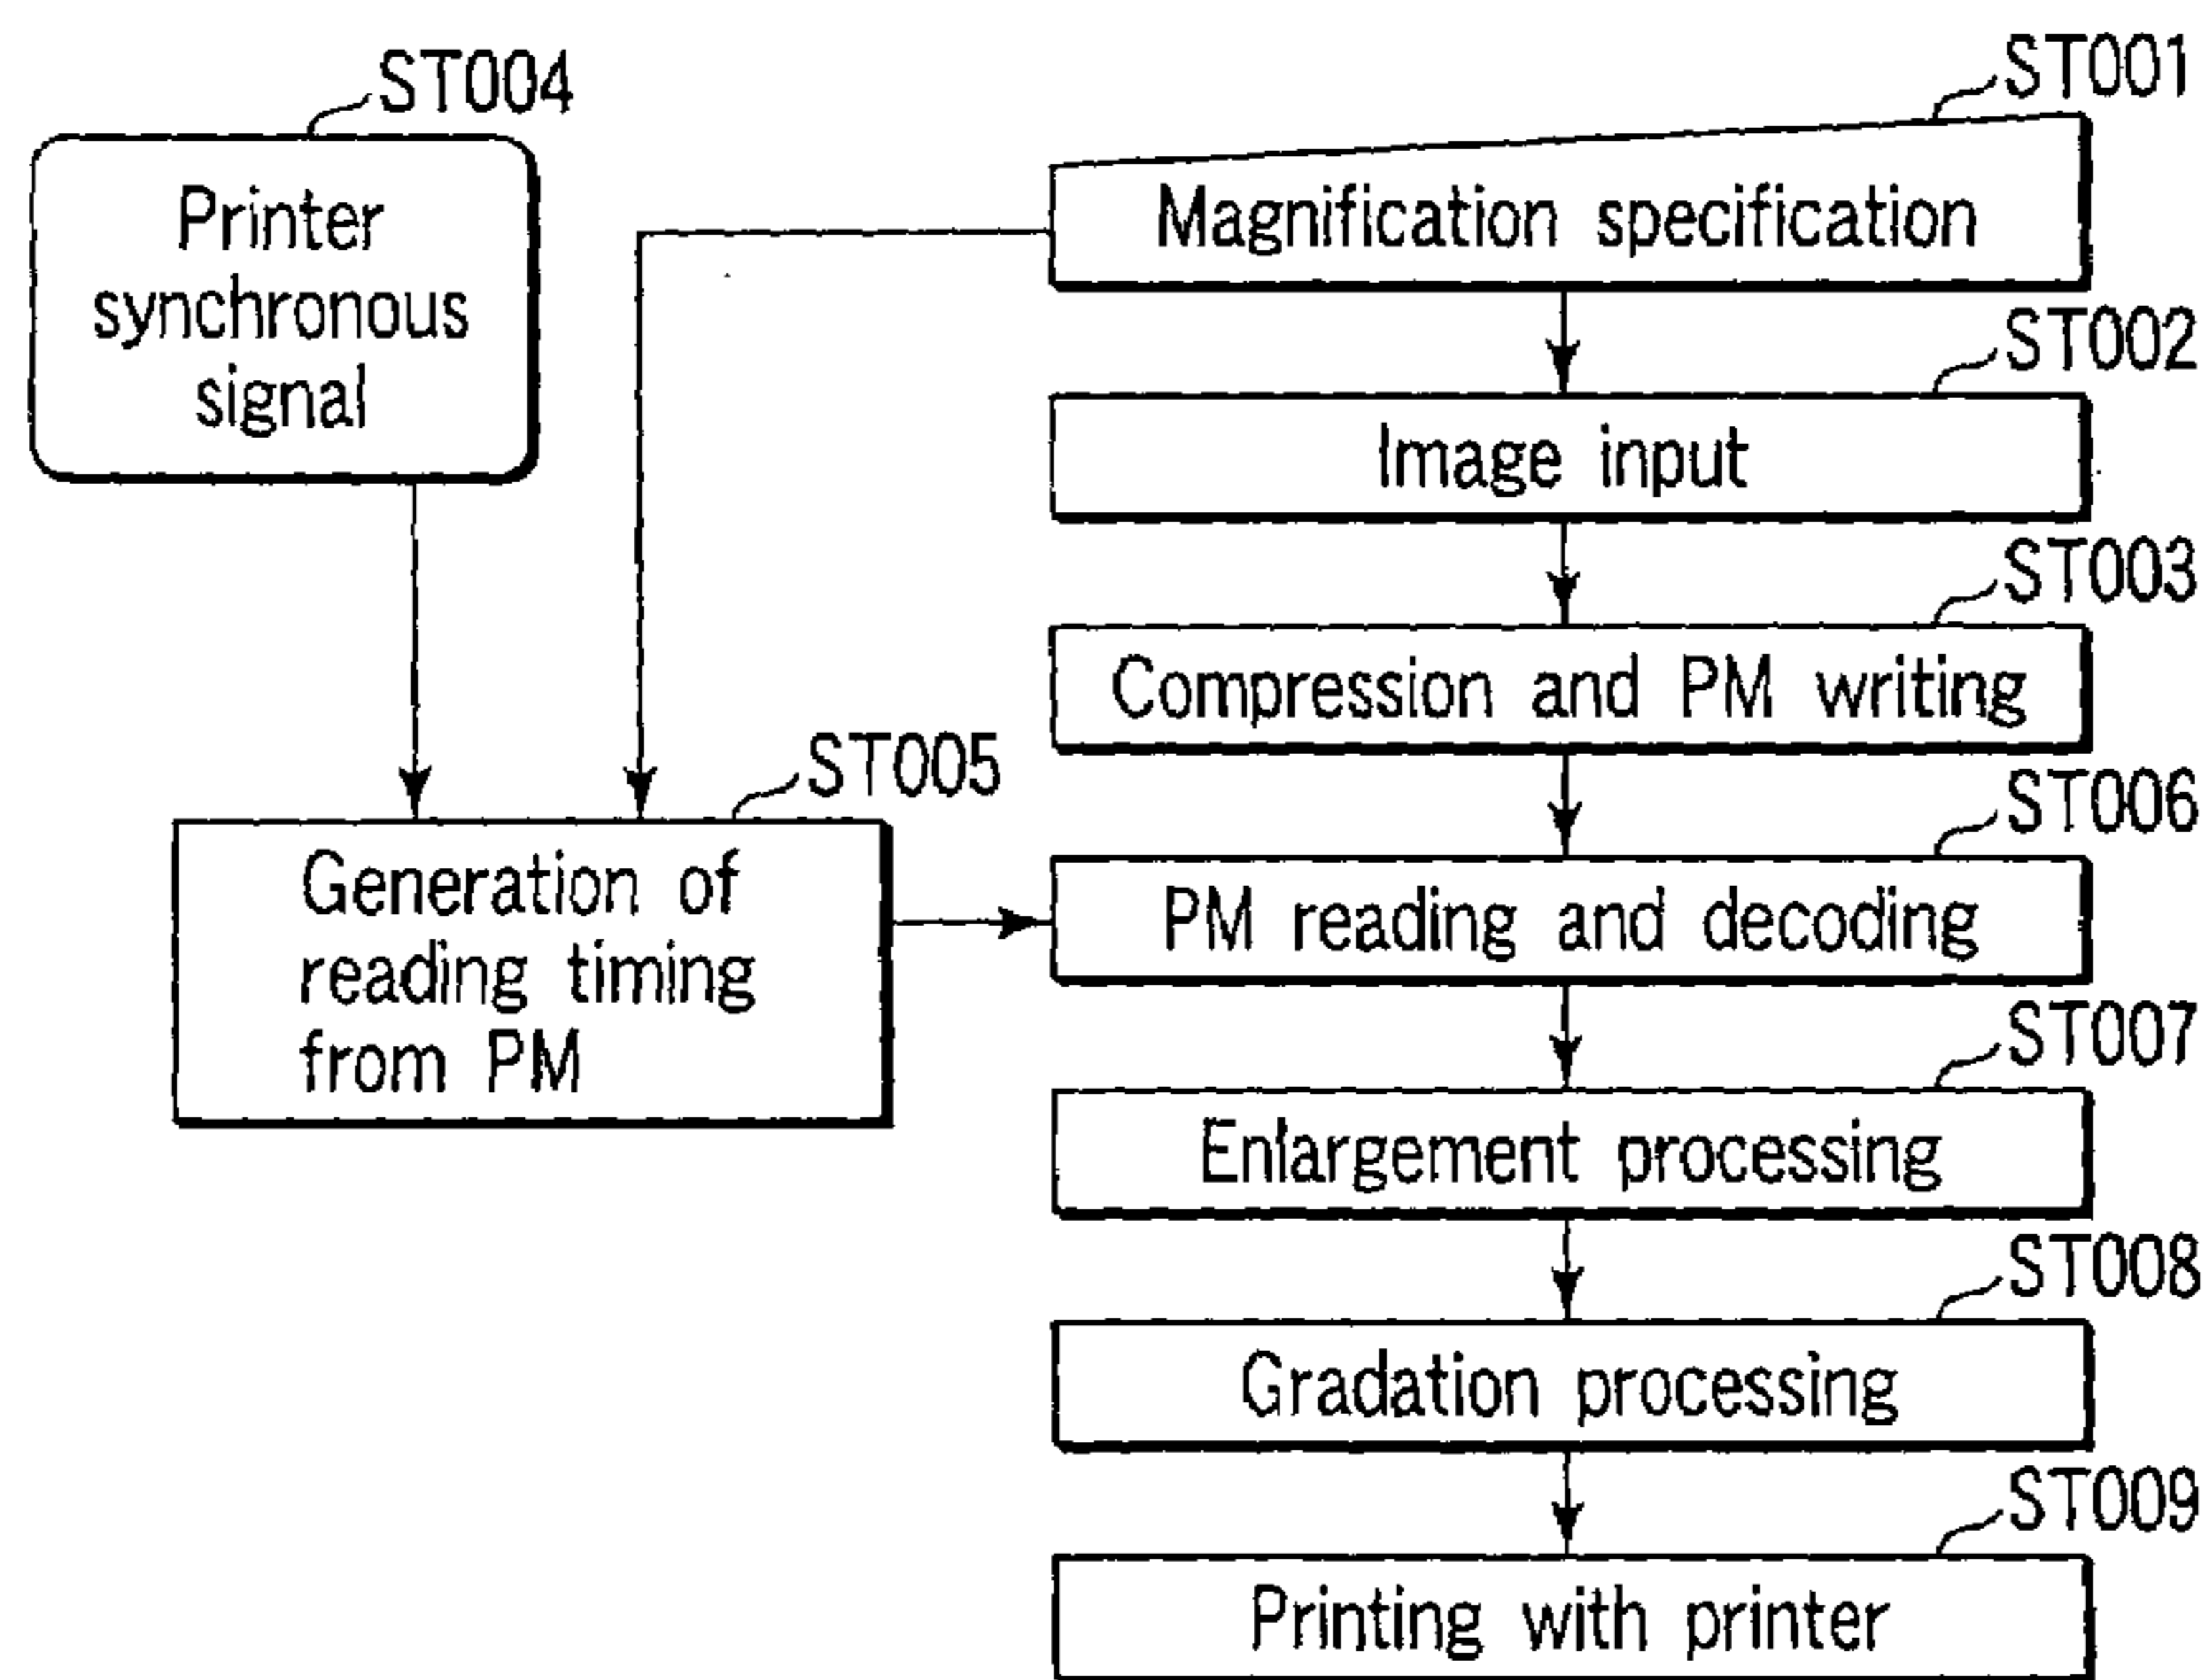 ST004
Printer
synchronous
signal
ST001
Magnification specification
ST002
Image input
ST003
Compression and PM writing
ST005
Generation of
reading timing
from PM
ST006
PM reading and decoding
ST007
Enlargement processing
ST008
Gradation processing
ST009
Printing with printer